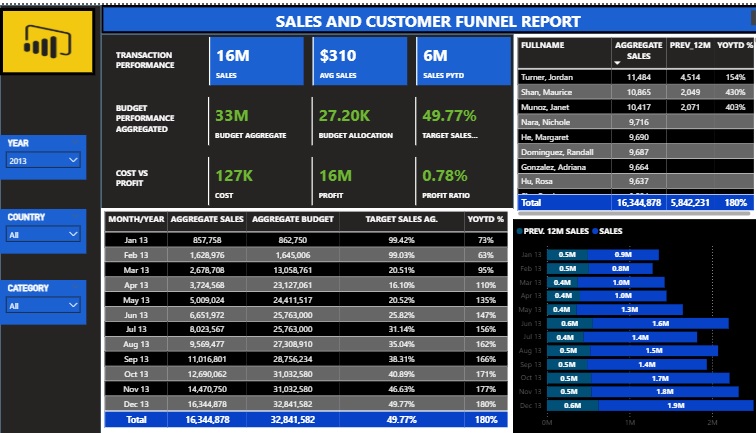 SALES AND CUSTOMER FUNNEL REPORT
YEAR
2013
COUNTRY
All
CATEGORY
All
TRANSACTION PERFORMANCE
16M
SALES
$310
AVG SALES
6M
SALES PYTD
BUDGET PERFORMANCE AGGREGATED
33M
BUDGET AGGREGATE
27.20K
BUDGET ALLOCATION
49.77%
TARGET SALES...
COST VS PROFIT
127K
COST
16M
PROFIT
0.78%
PROFIT RATIO
FULLNAME AGGREGATE SALES PREV_12M YOYTD %
Turner, Jordan 11,484 4,514 154%
Shan, Maurice 10,865 2,049 430%
Munoz, Janet 10,417 2,071 403%
Nara, Nichole 9,716
He, Margaret 9,690
Dominguez, Randall 9,687
Gonzalez, Adriana 9,664
Hu, Rosa 9,637
Total 16,344,878 5,842,231 180%
MONTH/YEAR AGGREGATE SALES AGGREGATE BUDGET TARGET SALES AG. YOYTD %
Jan 13 857,758 862,750 99.42% 73%
Feb 13 1,628,976 1,645,006 99.03% 63%
Mar 13 2,678,708 13,058,761 20.51% 95%
Apr 13 3,724,568 23,127,061 16.10% 110%
May 13 5,009,024 24,411,517 20.52% 135%
Jun 13 6,651,972 25,763,000 25.82% 147%
Jul 13 8,023,567 25,763,000 31.14% 156%
Aug 13 9,569,477 27,308,910 35.04% 162%
Sep 13 11,016,801 28,756,234 38.31% 166%
Oct 13 12,690,062 31,032,580 40.89% 171%
Nov 13 14,470,750 31,032,580 46.63% 177%
Dec 13 16,344,878 32,841,582 49.77% 180%
Total 16,344,878 32,841,582 49.77% 180%
PREV. 12M SALES SALES
Jan 13 0.5M 0.9M
Feb 13 0.5M 0.8M
Mar 13 0.4M 1.0M
Apr 13 0.4M 1.0M
May 13 0.4M 1.3M
Jun 13 0.6M 1.6M
Jul 13 0.4M 1.4M
Aug 13 0.5M 1.5M
Sep 13 0.5M 1.4M
Oct 13 0.5M 1.7M
Nov 13 0.5M 1.8M
Dec 13 0.6M 1.9M
0M 1M 2M